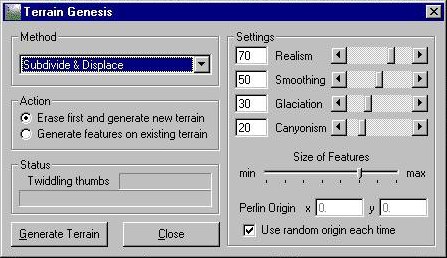 Terrain Genesis
Method
Subdivide & Displace
Action
Erase first and generate new terrain
Generate features on existing terrain
Status
Twiddling thumbs
Generate Terrain
Close
Settings
70 Realism
50 Smoothing
30 Glaciation
20 Canyonism
Size of Features
min max
Perlin Origin x 0. y 0.
Use random origin each time